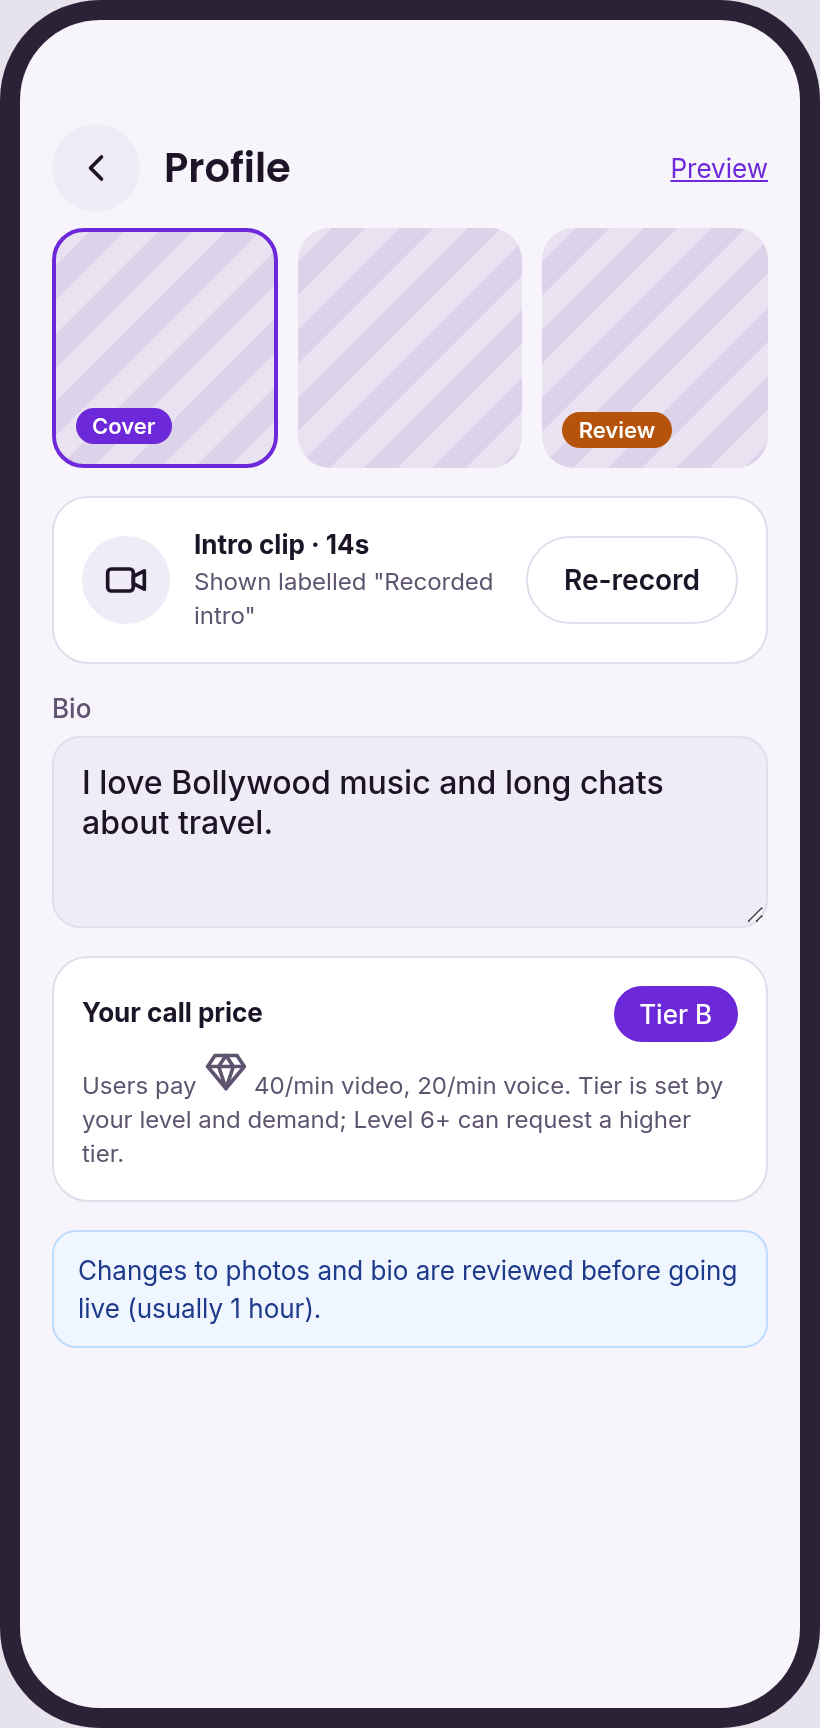 Profile
Preview
Cover
Review
Intro clip · 14s
Shown labelled "Recorded
intro"
Re-record
Bio
I love Bollywood music and long chats
about travel.
Your call price
Tier B
Users pay 40/min video, 20/min voice. Tier is set by
your level and demand; Level 6+ can request a higher
tier.
Changes to photos and bio are reviewed before going
live (usually 1 hour).